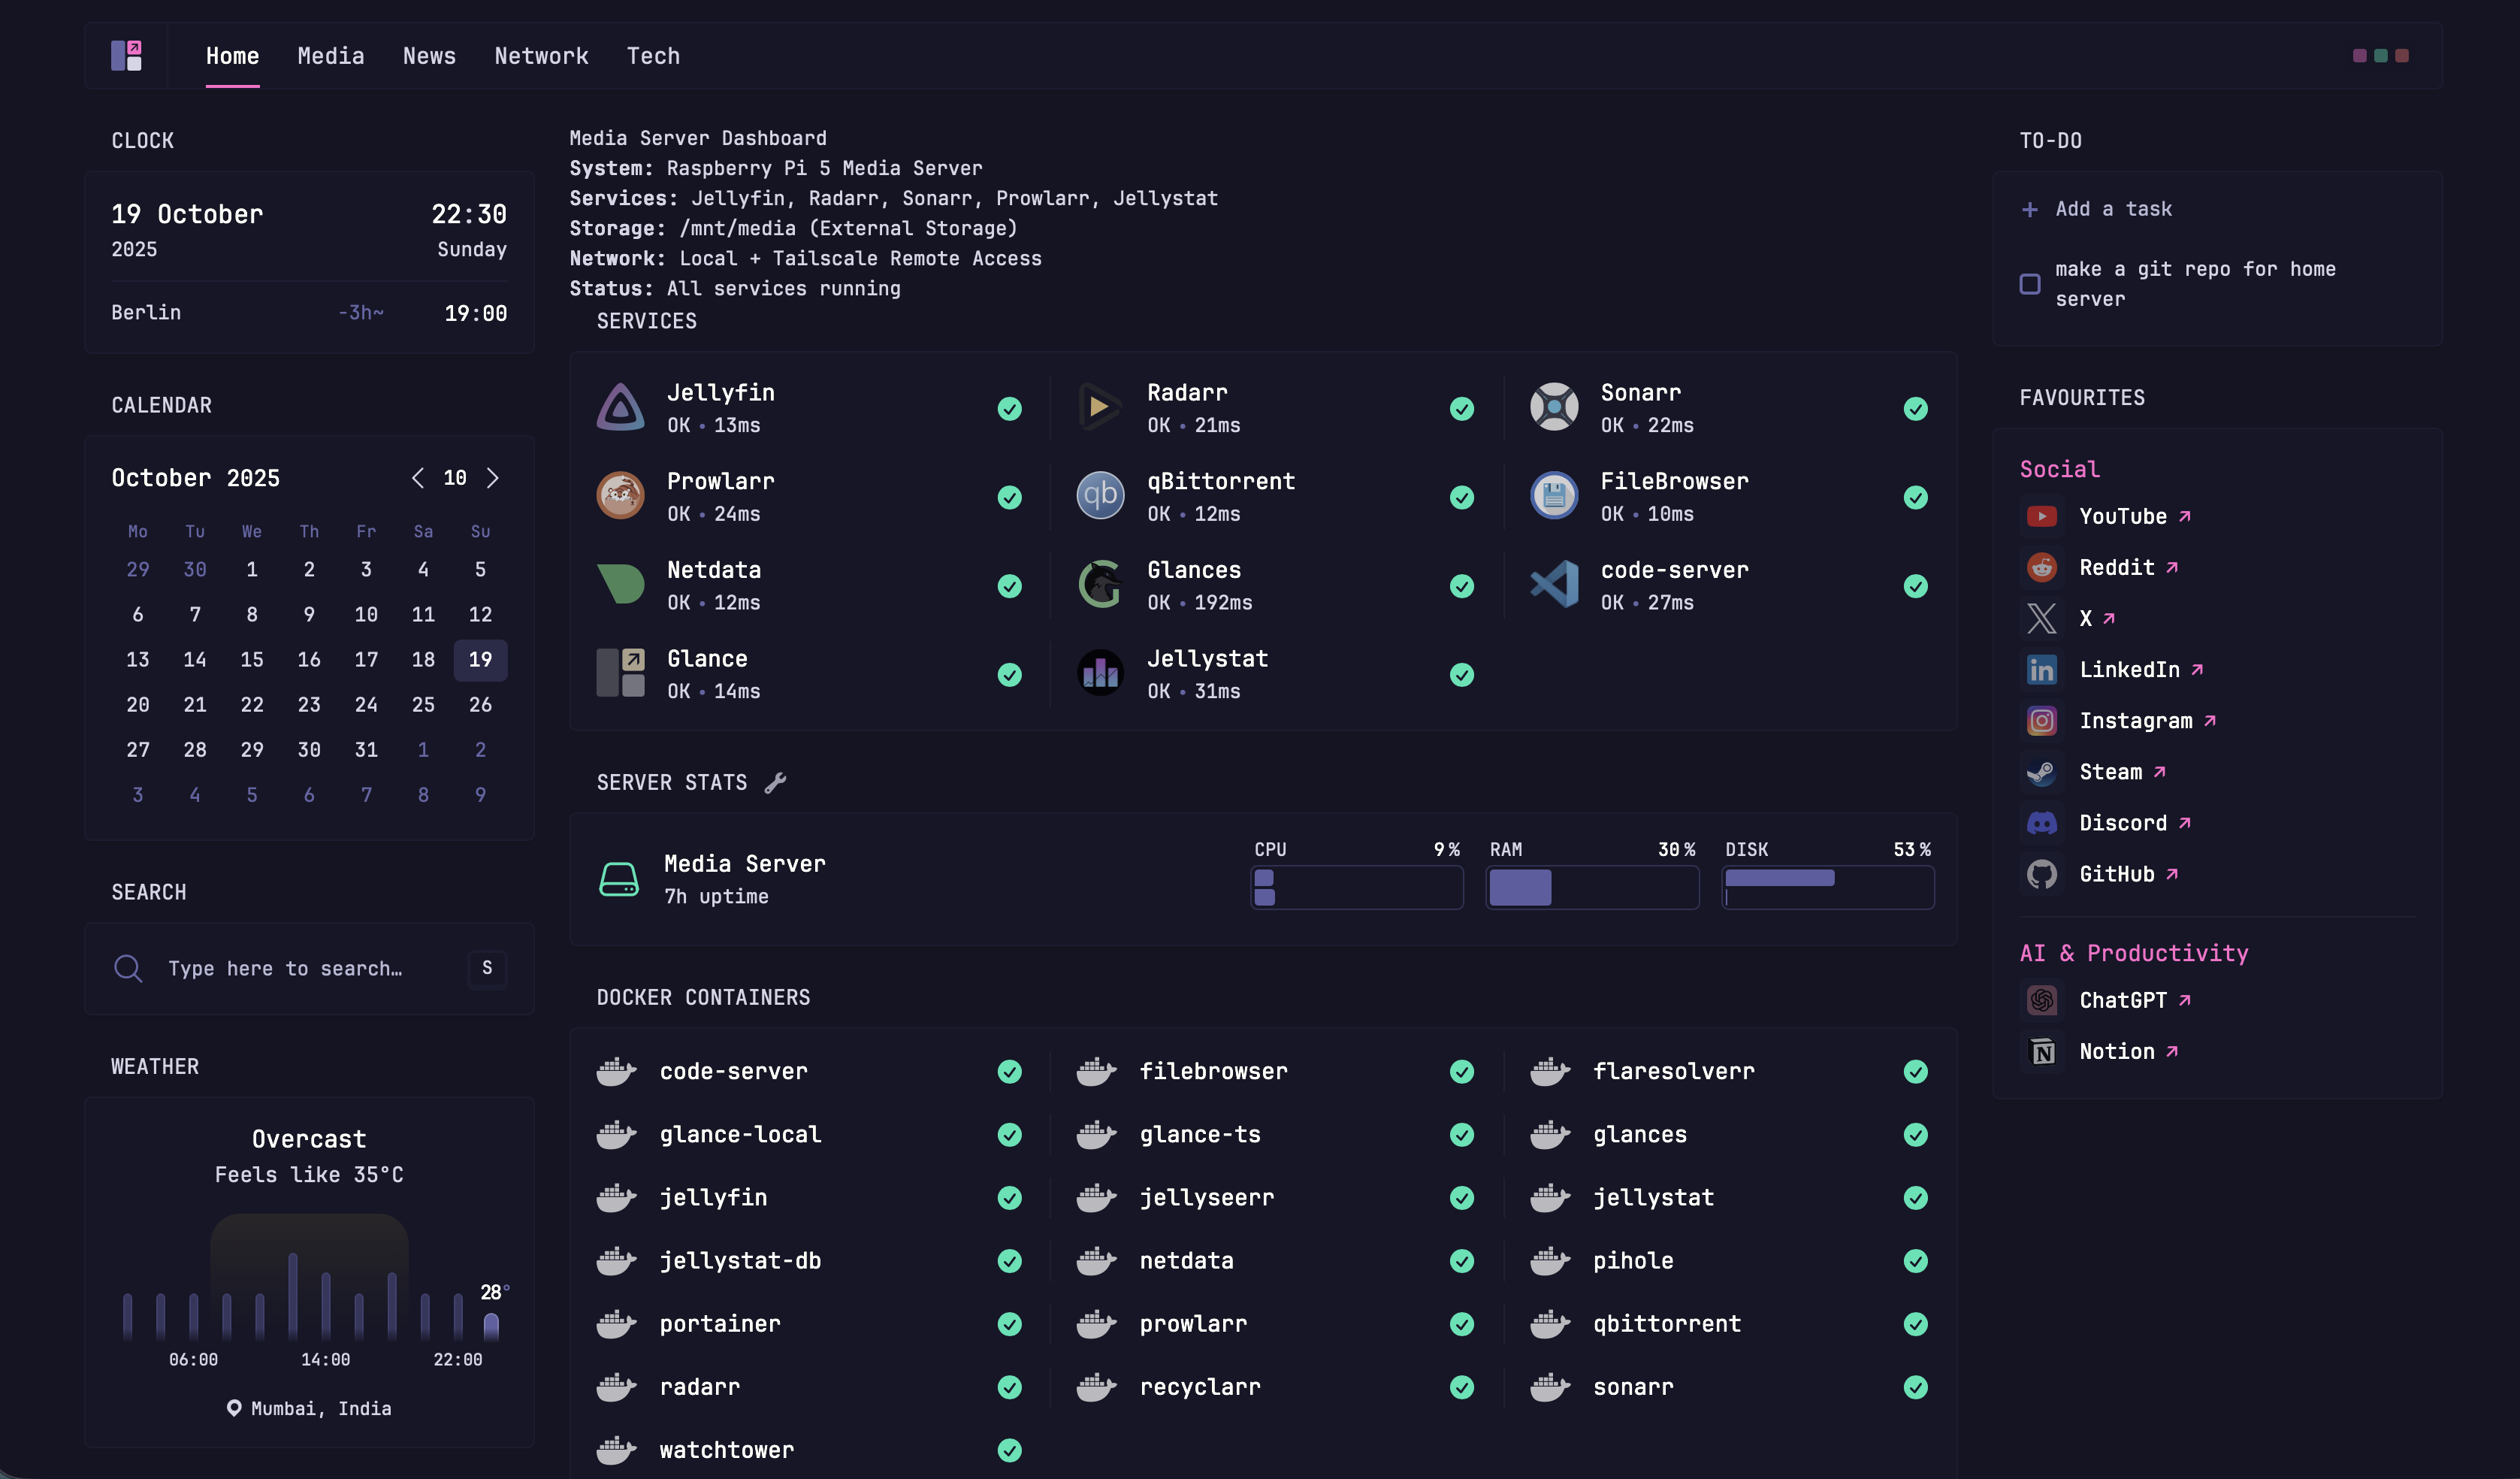 Home Media News Network Tech
CLOCK
19 October 22:30
2025 Sunday
Berlin -3h~ 19:00
CALENDAR
October 2025 10
Mo Tu We Th Fr Sa Su
29 30 1 2 3 4 5
6 7 8 9 10 11 12
13 14 15 16 17 18 19
20 21 22 23 24 25 26
27 28 29 30 31 1 2
3 4 5 6 7 8 9
SEARCH
Type here to search… S
WEATHER
Overcast
Feels like 35°C
28°
06:00 14:00 22:00
Mumbai, India
Media Server Dashboard
System: Raspberry Pi 5 Media Server
Services: Jellyfin, Radarr, Sonarr, Prowlarr, Jellystat
Storage: /mnt/media (External Storage)
Network: Local + Tailscale Remote Access
Status: All services running
SERVICES
Jellyfin
OK • 13ms
Radarr
OK • 21ms
Sonarr
OK • 22ms
Prowlarr
OK • 24ms
qb
qBittorrent
OK • 12ms
FileBrowser
OK • 10ms
Netdata
OK • 12ms
Glances
OK • 192ms
code-server
OK • 27ms
Glance
OK • 14ms
Jellystat
OK • 31ms
SERVER STATS
Media Server
7h uptime
CPU 9%
RAM 30%
DISK 53%
DOCKER CONTAINERS
code-server
filebrowser
flaresolverr
glance-local
glance-ts
glances
jellyfin
jellyseerr
jellystat
jellystat-db
netdata
pihole
portainer
prowlarr
qbittorrent
radarr
recyclarr
sonarr
watchtower
TO-DO
+ Add a task
make a git repo for home
server
FAVOURITES
Social
YouTube
Reddit
X
in
LinkedIn
Instagram
Steam
Discord
GitHub
AI & Productivity
ChatGPT
N
Notion